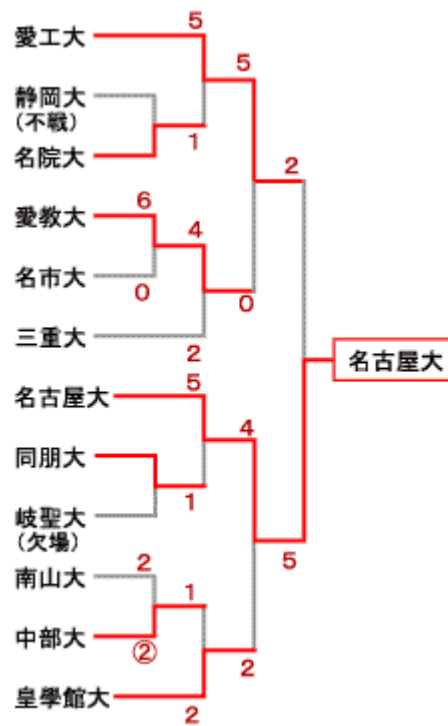 5
愛工大
5
静岡大
(不戦)
1
名院大
2
愛教大
6
4
名市大
0
0
三重大
2
名古屋大
名古屋大
5
4
同朋大
1
岐聖大
(欠場)
5
南山大
2
1
中部大
②
2
皇學館大
2